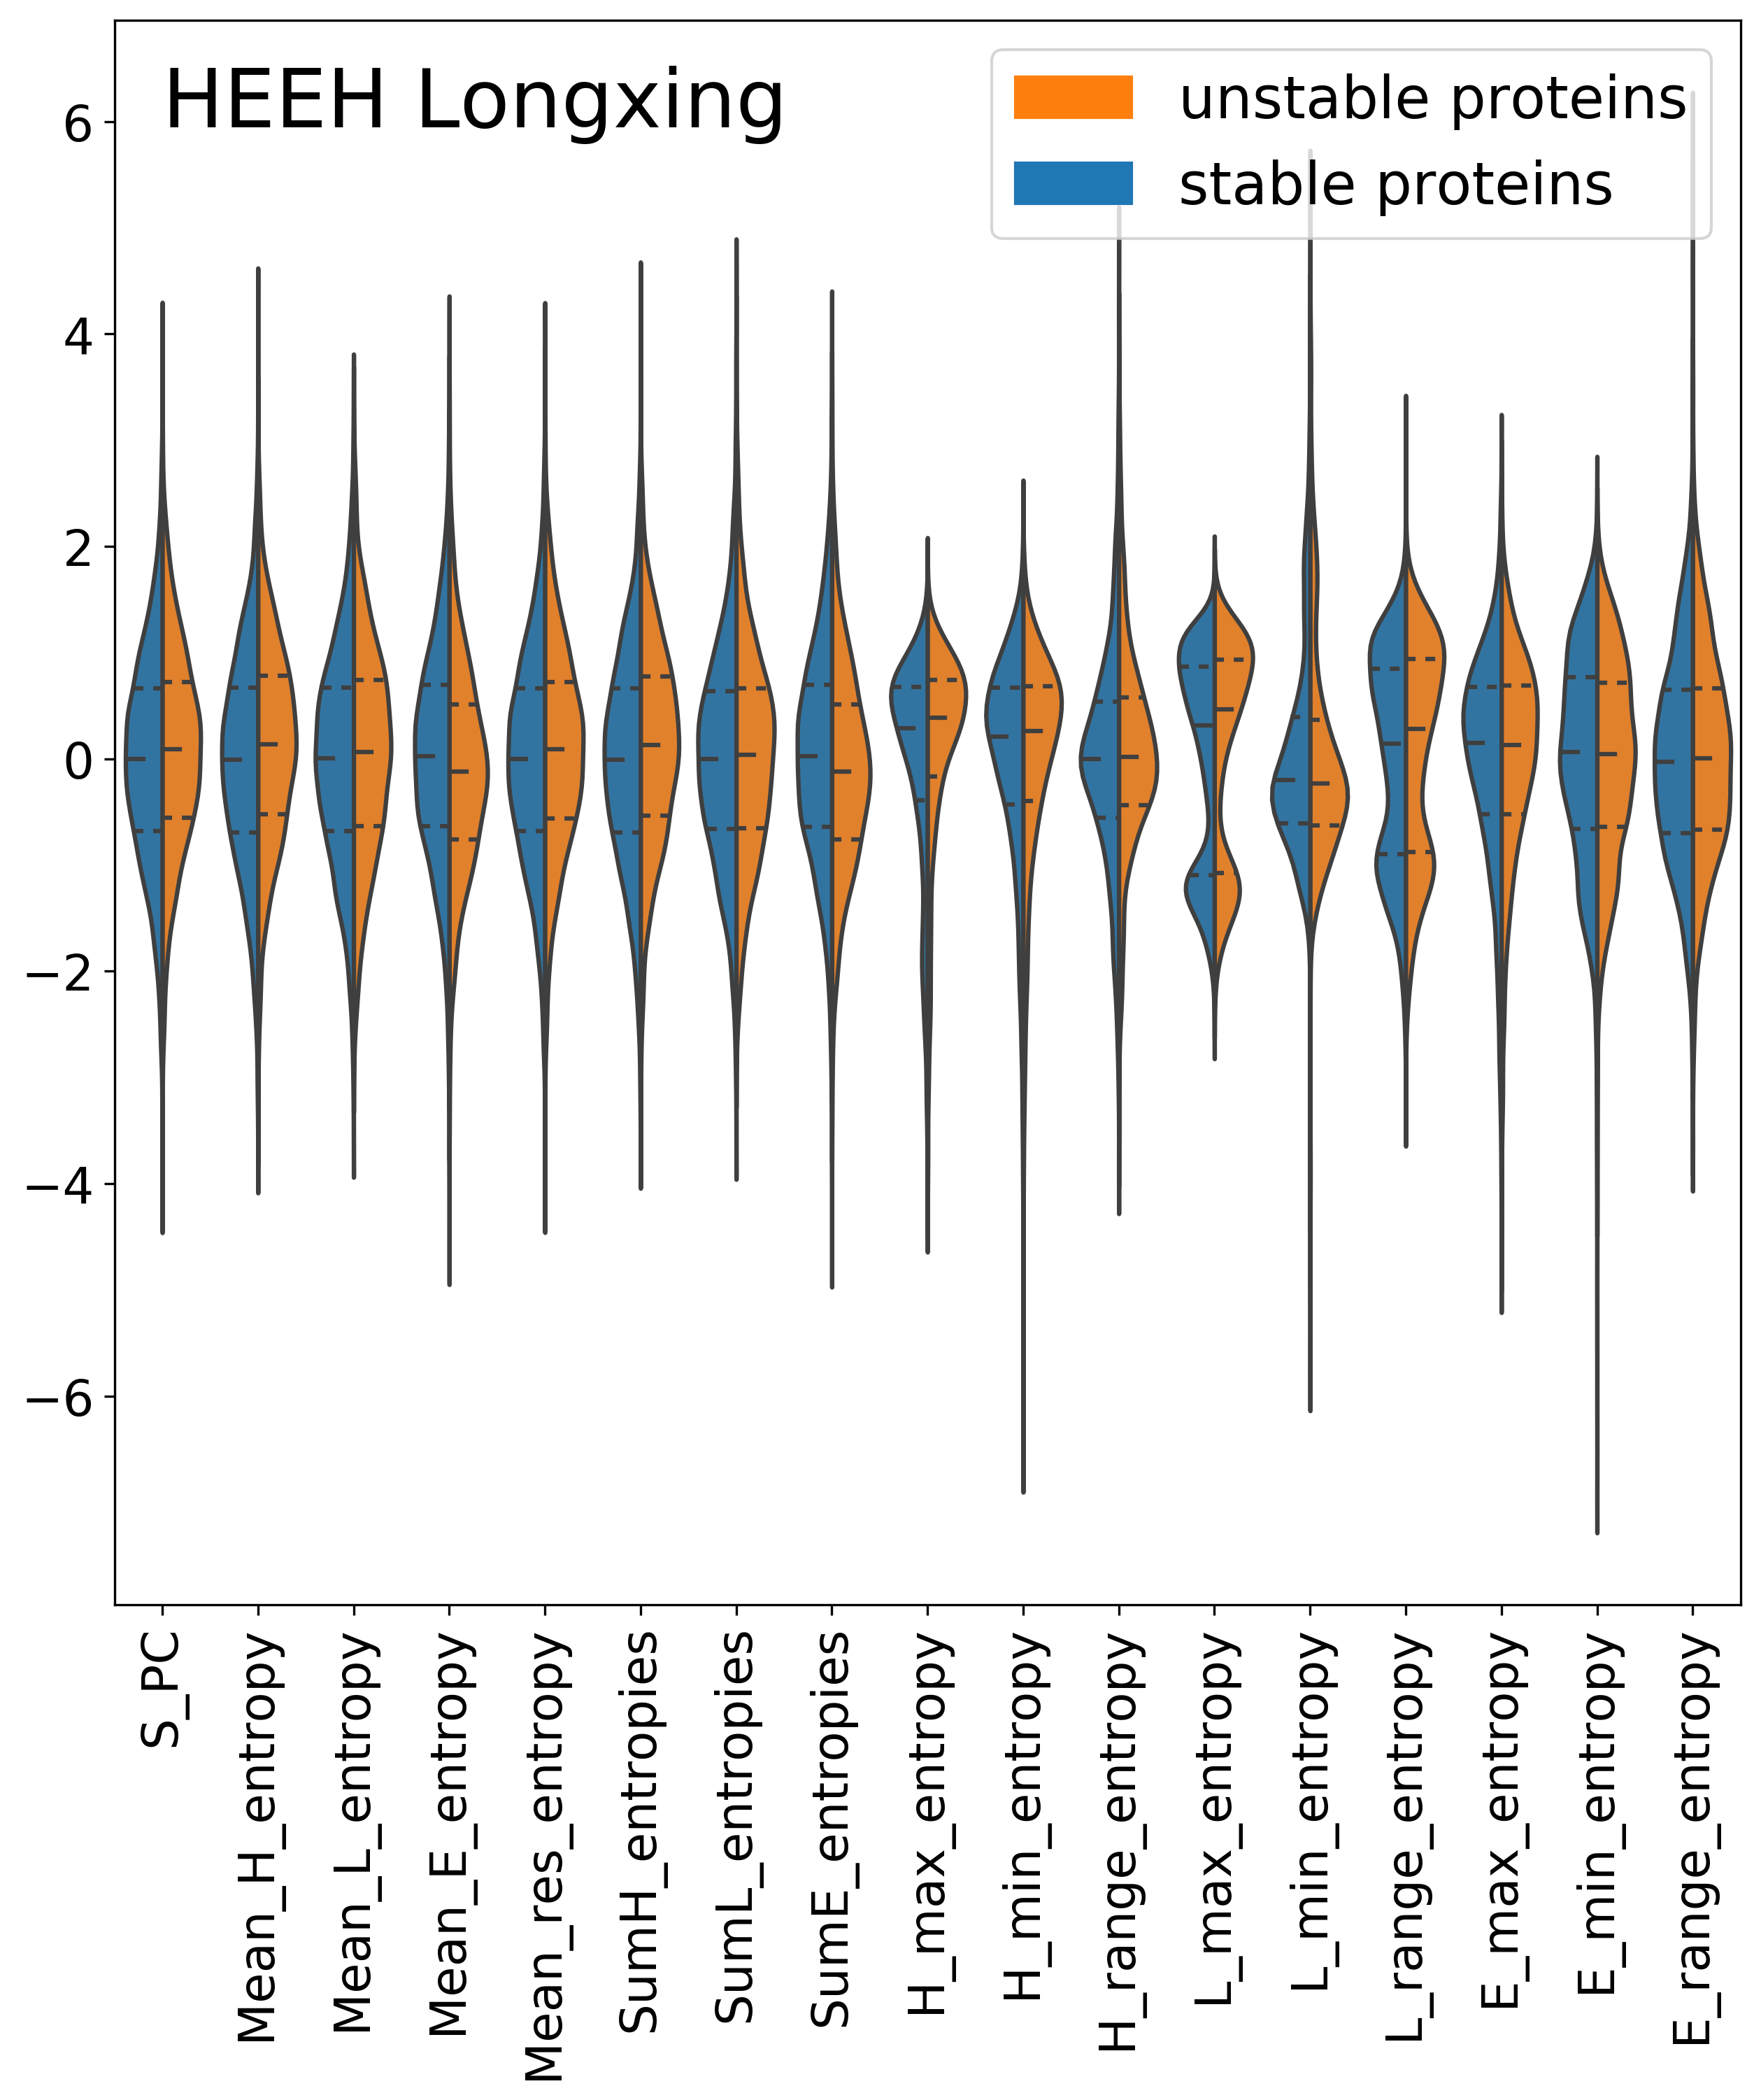 HEEH Longxing
unstable proteins
stable proteins
6
4
2
0
−2
−4
−6
S_PC
Mean_H_entropy
Mean_L_entropy
Mean_E_entropy
Mean_res_entropy
SumH_entropies
SumL_entropies
SumE_entropies
H_max_entropy
H_min_entropy
H_range_entropy
L_max_entropy
L_min_entropy
L_range_entropy
E_max_entropy
E_min_entropy
E_range_entropy